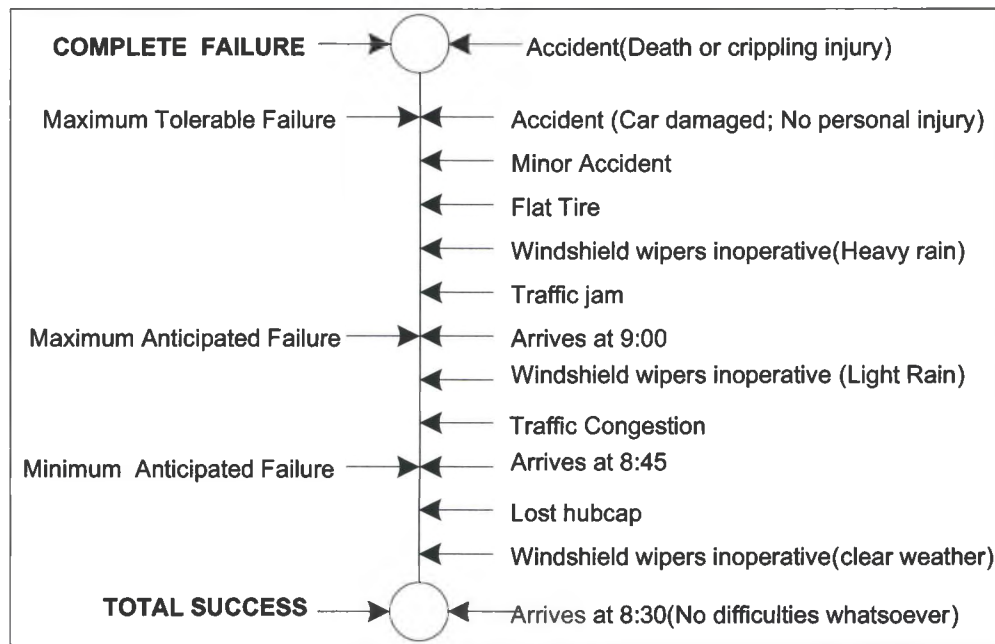 COMPLETE FAILURE Accident(Death or crippling injury)
Maximum Tolerable Failure Accident (Car damaged; No personal injury)
Minor Accident
Flat Tire
Windshield wipers inoperative(Heavy rain)
Traffic jam
Maximum Anticipated Failure Arrives at 9:00
Windshield wipers inoperative (Light Rain)
Traffic Congestion
Minimum Anticipated Failure Arrives at 8:45
Lost hubcap
Windshield wipers inoperative(clear weather)
TOTAL SUCCESS Arrives at 8:30(No difficulties whatsoever)